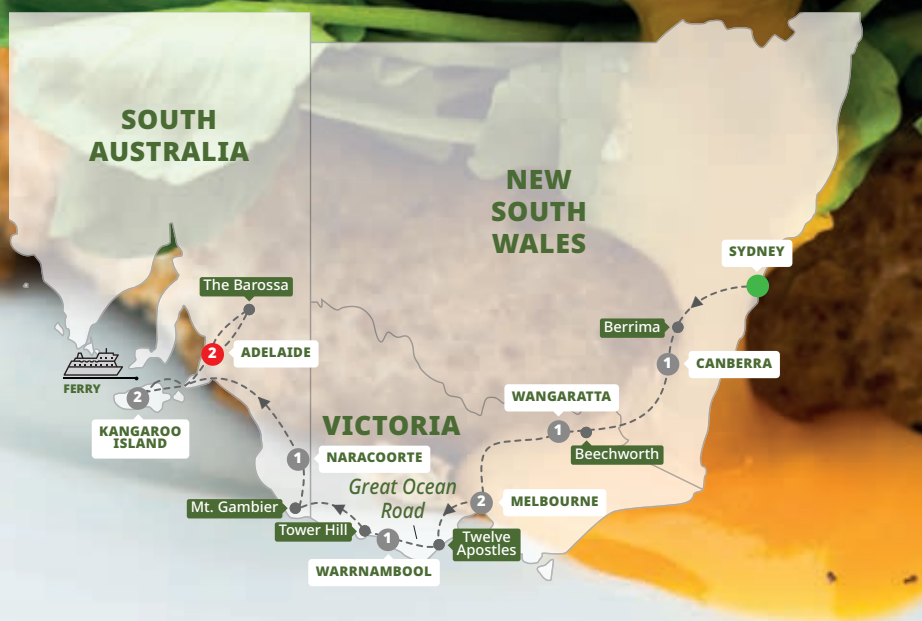 SOUTH
AUSTRALIA
NEW
SOUTH
WALES
SYDNEY
The Barossa
Berrima
2
ADELAIDE
1
CANBERRA
FERRY
2
KANGAROO
ISLAND
WANGARATTA
1
Beechworth
VICTORIA
1
NARACOORTE
Great Ocean
Road
2
MELBOURNE
Mt. Gambier
Tower Hill
1
Twelve
Apostles
WARRNAMBOOL